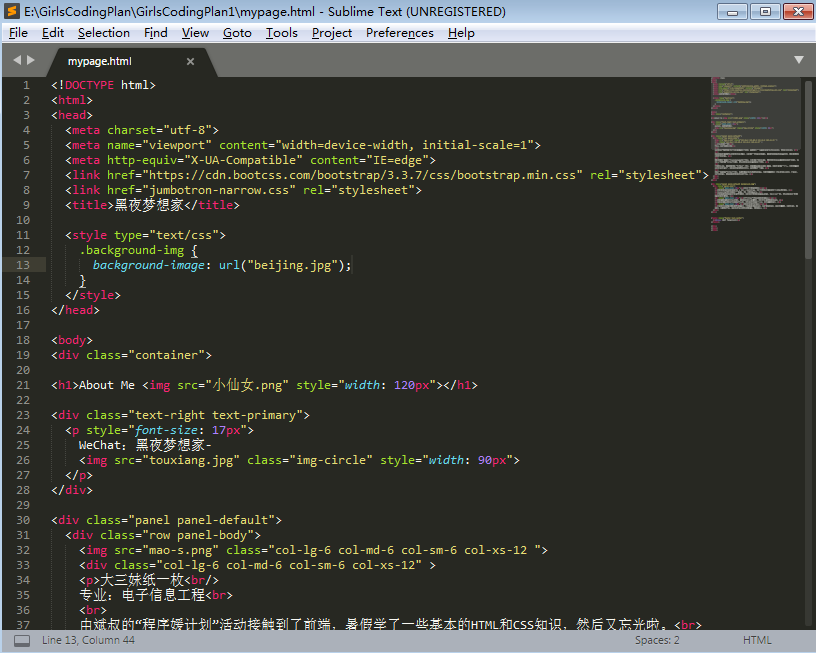 E:\GirlsCodingPlan\GirlsCodingPlan1\mypage.html - Sublime Text (UNREGISTERED)
File Edit Selection Find View Goto Tools Project Preferences Help
mypage.html ×
1 <!DOCTYPE html>
2 <html>
3 <head>
4 <meta charset="utf-8">
5 <meta name="viewport" content="width=device-width, initial-scale=1">
6 <meta http-equiv="X-UA-Compatible" content="IE=edge">
7 <link href="https://cdn.bootcss.com/bootstrap/3.3.7/css/bootstrap.min.css" rel="stylesheet">
8 <link href="jumbotron-narrow.css" rel="stylesheet">
9 <title>黑夜梦想家</title>
10
11 <style type="text/css">
12 .background-img {
13 background-image: url("beijing.jpg");
14 }
15 </style>
16 </head>
17
18 <body>
19 <div class="container">
20
21 <h1>About Me <img src="小仙女.png" style="width: 120px"></h1>
22
23 <div class="text-right text-primary">
24 <p style="font-size: 17px">
25 WeChat：黑夜梦想家-
26 <img src="touxiang.jpg" class="img-circle" style="width: 90px">
27 </p>
28 </div>
29
30 <div class="panel panel-default">
31 <div class="row panel-body">
32 <img src="mao-s.png" class="col-lg-6 col-md-6 col-sm-6 col-xs-12 ">
33 <div class="col-lg-6 col-md-6 col-sm-6 col-xs-12" >
34 <p>大三妹纸一枚<br/>
35 专业：电子信息工程<br>
36 <br>
37 由斌叔的“程序媛计划”活动接触到了前端，暑假学了一些基本的HTML和CSS知识，然后又忘光啦。<br>
Line 13, Column 44 Spaces: 2 HTML